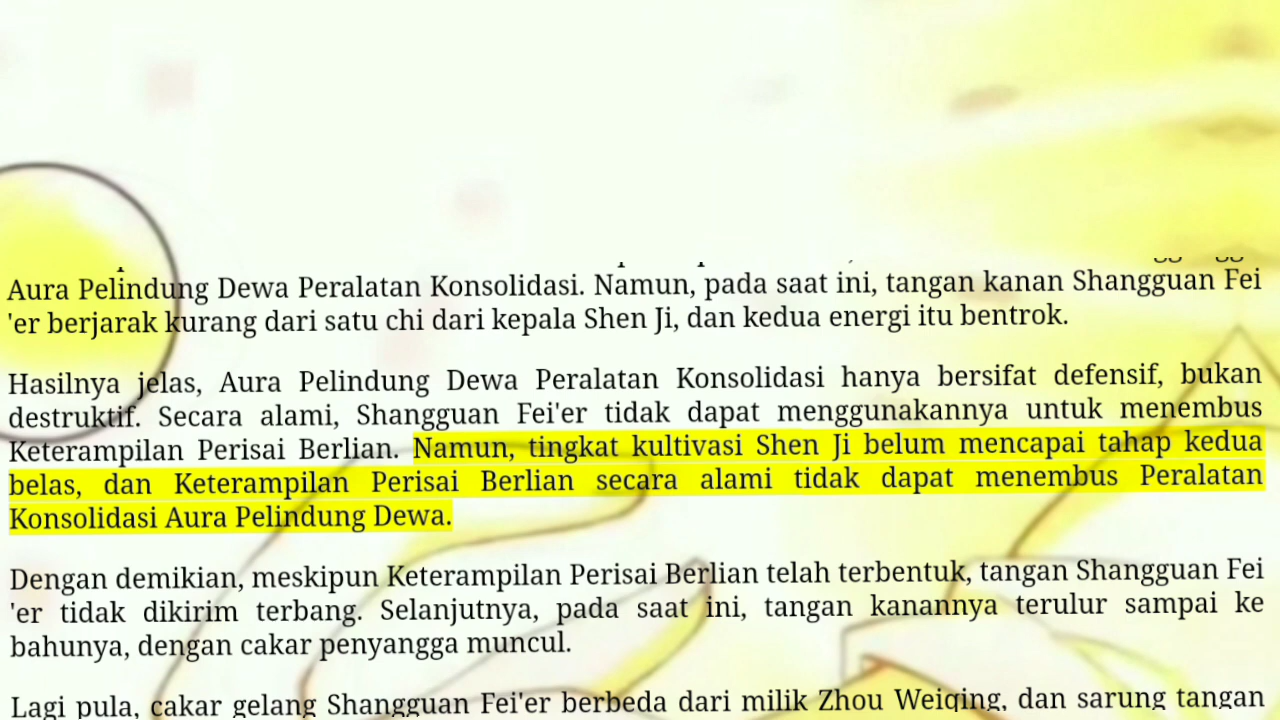 Aura Pelindung Dewa Peralatan Konsolidasi. Namun, pada saat ini, tangan kanan Shangguan Fei
'er berjarak kurang dari satu chi dari kepala Shen Ji, dan kedua energi itu bentrok.
Hasilnya jelas, Aura Pelindung Dewa Peralatan Konsolidasi hanya bersifat defensif, bukan
destruktif. Secara alami, Shangguan Fei'er tidak dapat menggunakannya untuk menembus
Keterampilan Perisai Berlian. Namun, tingkat kultivasi Shen Ji belum mencapai tahap kedua
belas, dan Keterampilan Perisai Berlian secara alami tidak dapat menembus Peralatan
Konsolidasi Aura Pelindung Dewa.
Dengan demikian, meskipun Keterampilan Perisai Berlian telah terbentuk, tangan Shangguan Fei
'er tidak dikirim terbang. Selanjutnya, pada saat ini, tangan kanannya terulur sampai ke
bahunya, dengan cakar penyangga muncul.
Lagi pula, cakar gelang Shangguan Fei'er berbeda dari milik Zhou Weiqing, dan sarung tangan